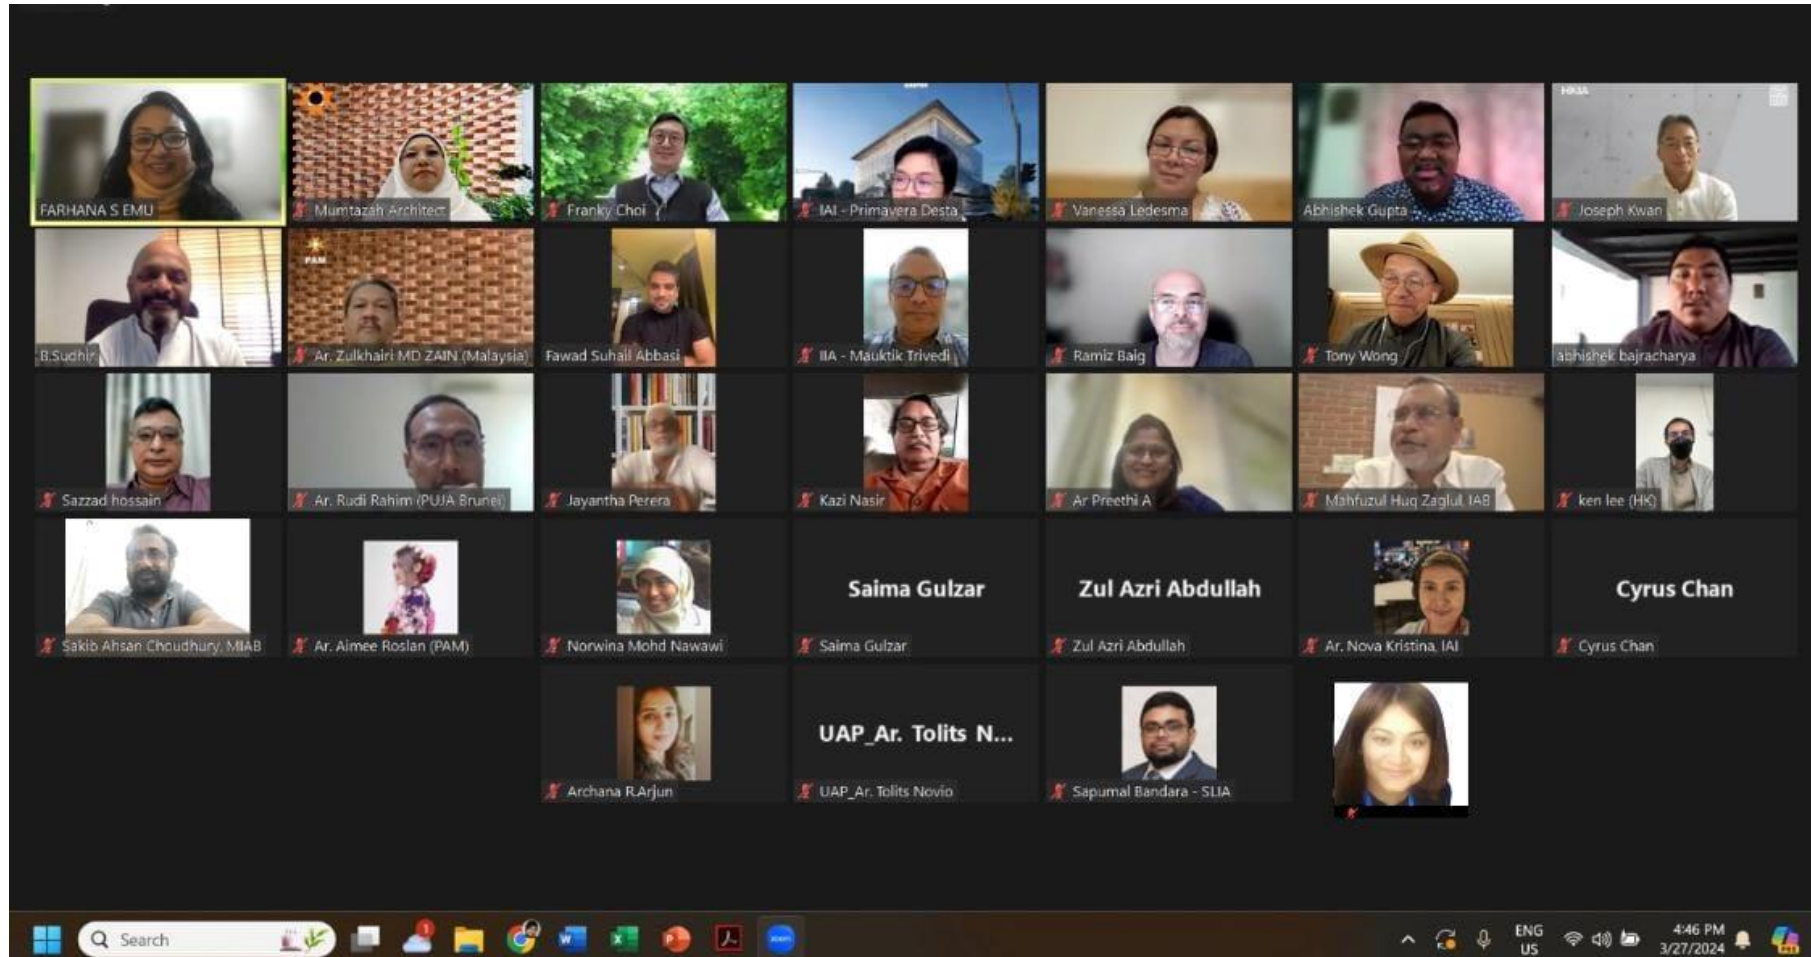 FARHANA S EMU
Mumtazah Architect
Franky Choi
IAI - Primavera Desta
Vanessa Ledesma
Abhishek Gupta
HKIA
Joseph Kwan
B.Sudhir
PAM
Ar. Zulkhairi MD ZAIN (Malaysia)
Fawad Suhail Abbasi
IIA - Mauktik Trivedi
Ramiz Baig
Tony Wong
abhishek bajracharya
Sazzad hossain
Ar. Rudi Rahim (PUJA Brunei)
Jayantha Perera
Kazi Nasir
Ar Preethi A
Mahfuzul Huq Zaglul, IAB
ken lee (HK)
Sakib Ahsan Choudhury, MIAB
Ar. Aimee Roslan (PAM)
Norwina Mohd Nawawi
Saima Gulzar
Saima Gulzar
Zul Azri Abdullah
Zul Azri Abdullah
Ar. Nova Kristina, IAI
Cyrus Chan
Cyrus Chan
Archana R.Arjun
UAP_Ar. Tolits N...
UAP_Ar. Tolits Novio
Sapumal Bandara - SLIA
Search
1
zoom
ENG
US
4:46 PM
3/27/2024
PRE